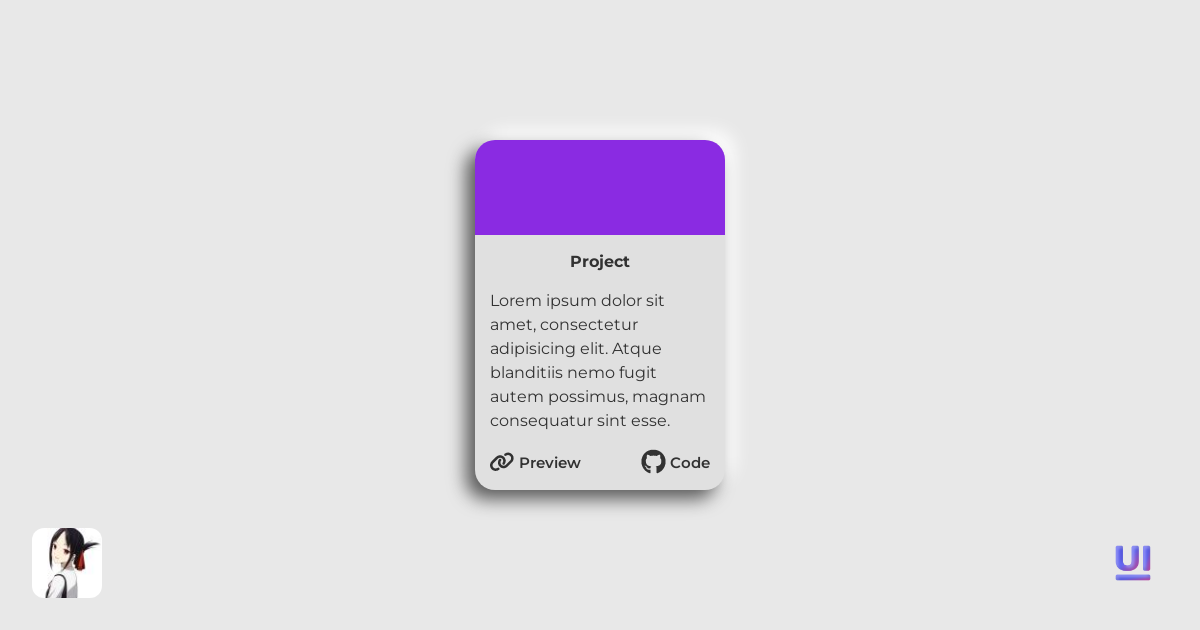 Project
Lorem ipsum dolor sit
amet, consectetur
adipisicing elit. Atque
blanditiis nemo fugit
autem possimus, magnam
consequatur sint esse.
Preview
Code
UI